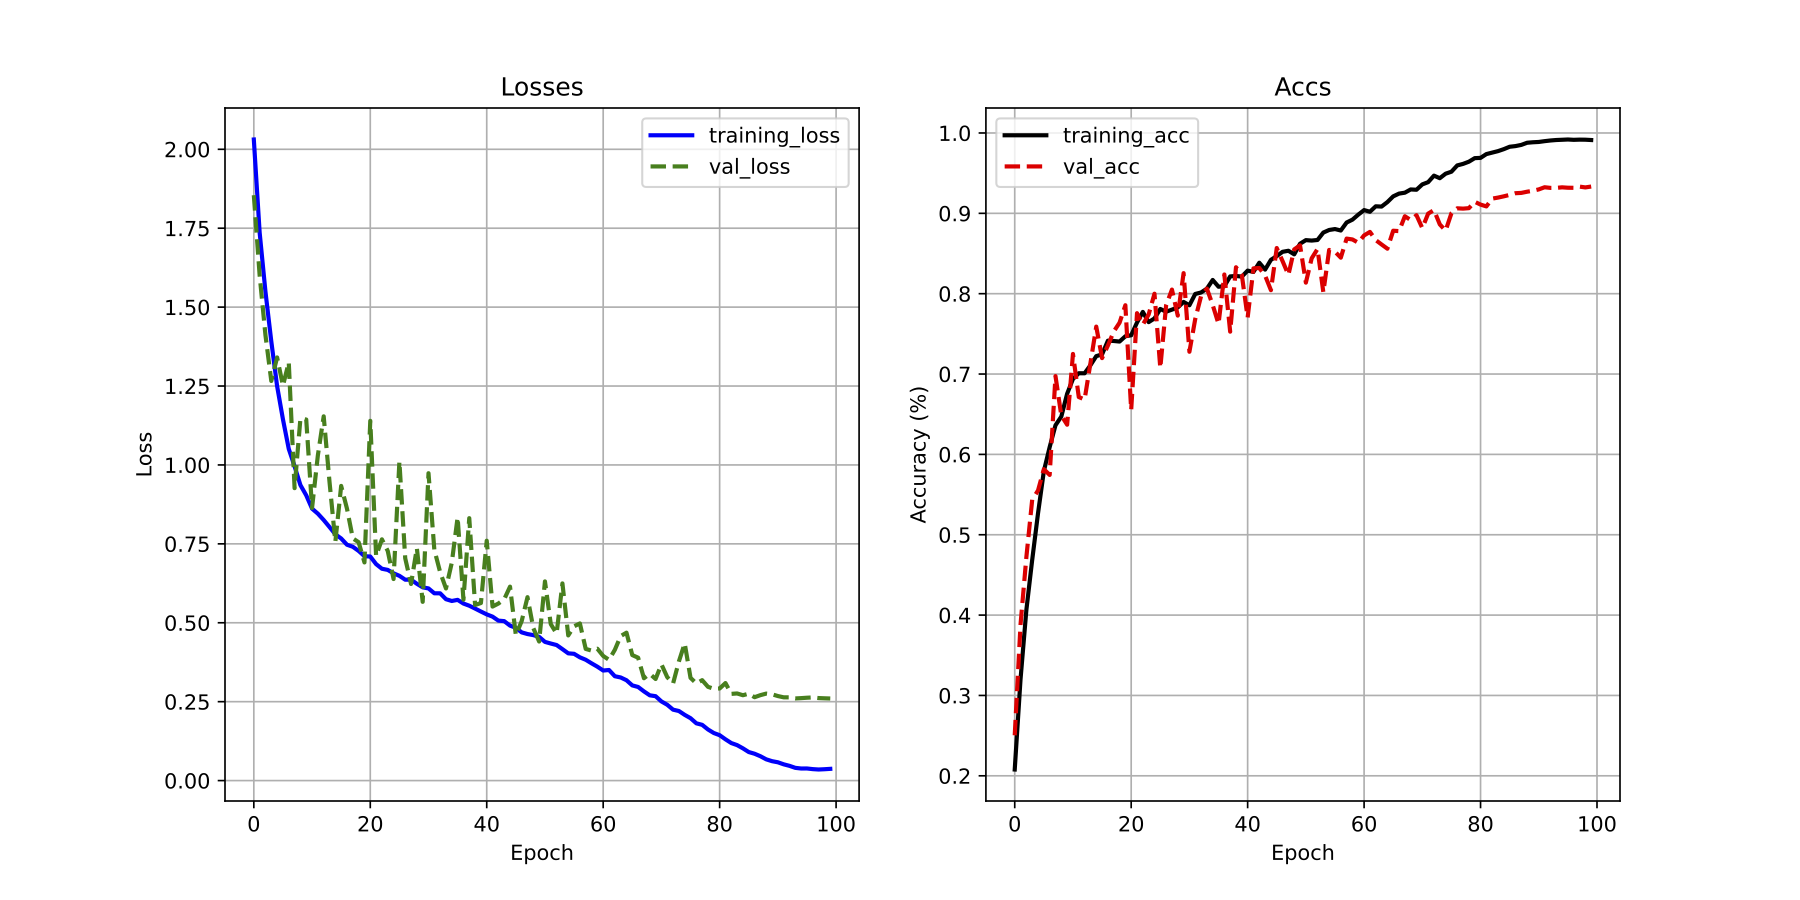 Losses
training_loss
val_loss
2.00
1.75
1.50
1.25
1.00
0.75
0.50
0.25
0.00
Loss
0 20 40 60 80 100
Epoch
Accs
training_acc
val_acc
1.0
0.9
0.8
0.7
0.6
0.5
0.4
0.3
0.2
Accuracy (%)
0 20 40 60 80 100
Epoch